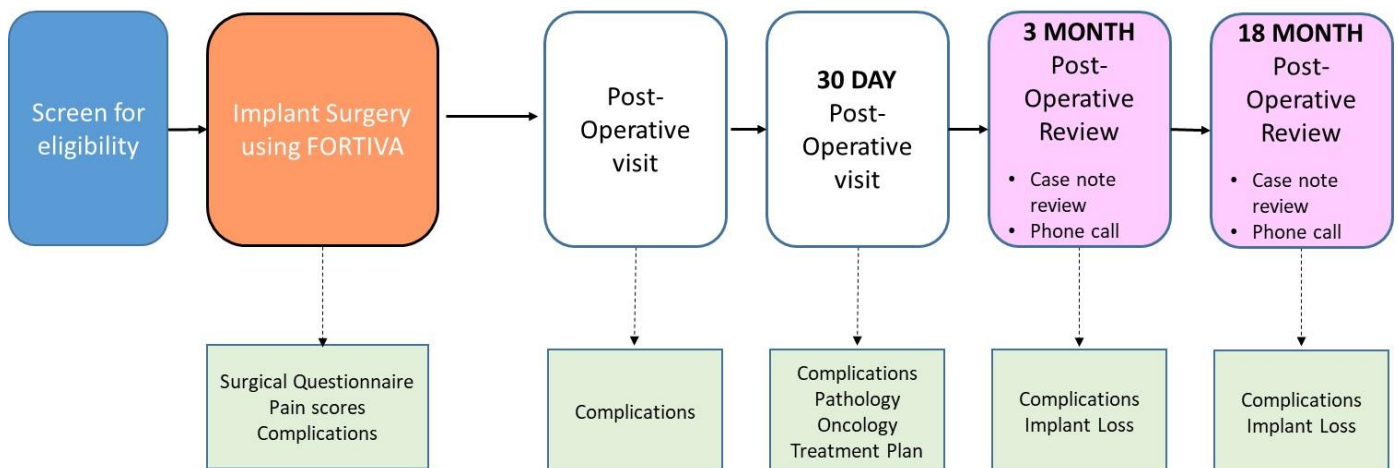 Screen for
eligibility
Implant Surgery
using FORTIVA
Post-
Operative
visit
30 DAY
Post-
Operative
visit
3 MONTH
Post-
Operative
Review
• Case note
review
• Phone call
18 MONTH
Post-
Operative
Review
• Case note
review
• Phone call
Surgical Questionnaire
Pain scores
Complications
Complications
Complications
Pathology
Oncology
Treatment Plan
Complications
Implant Loss
Complications
Implant Loss